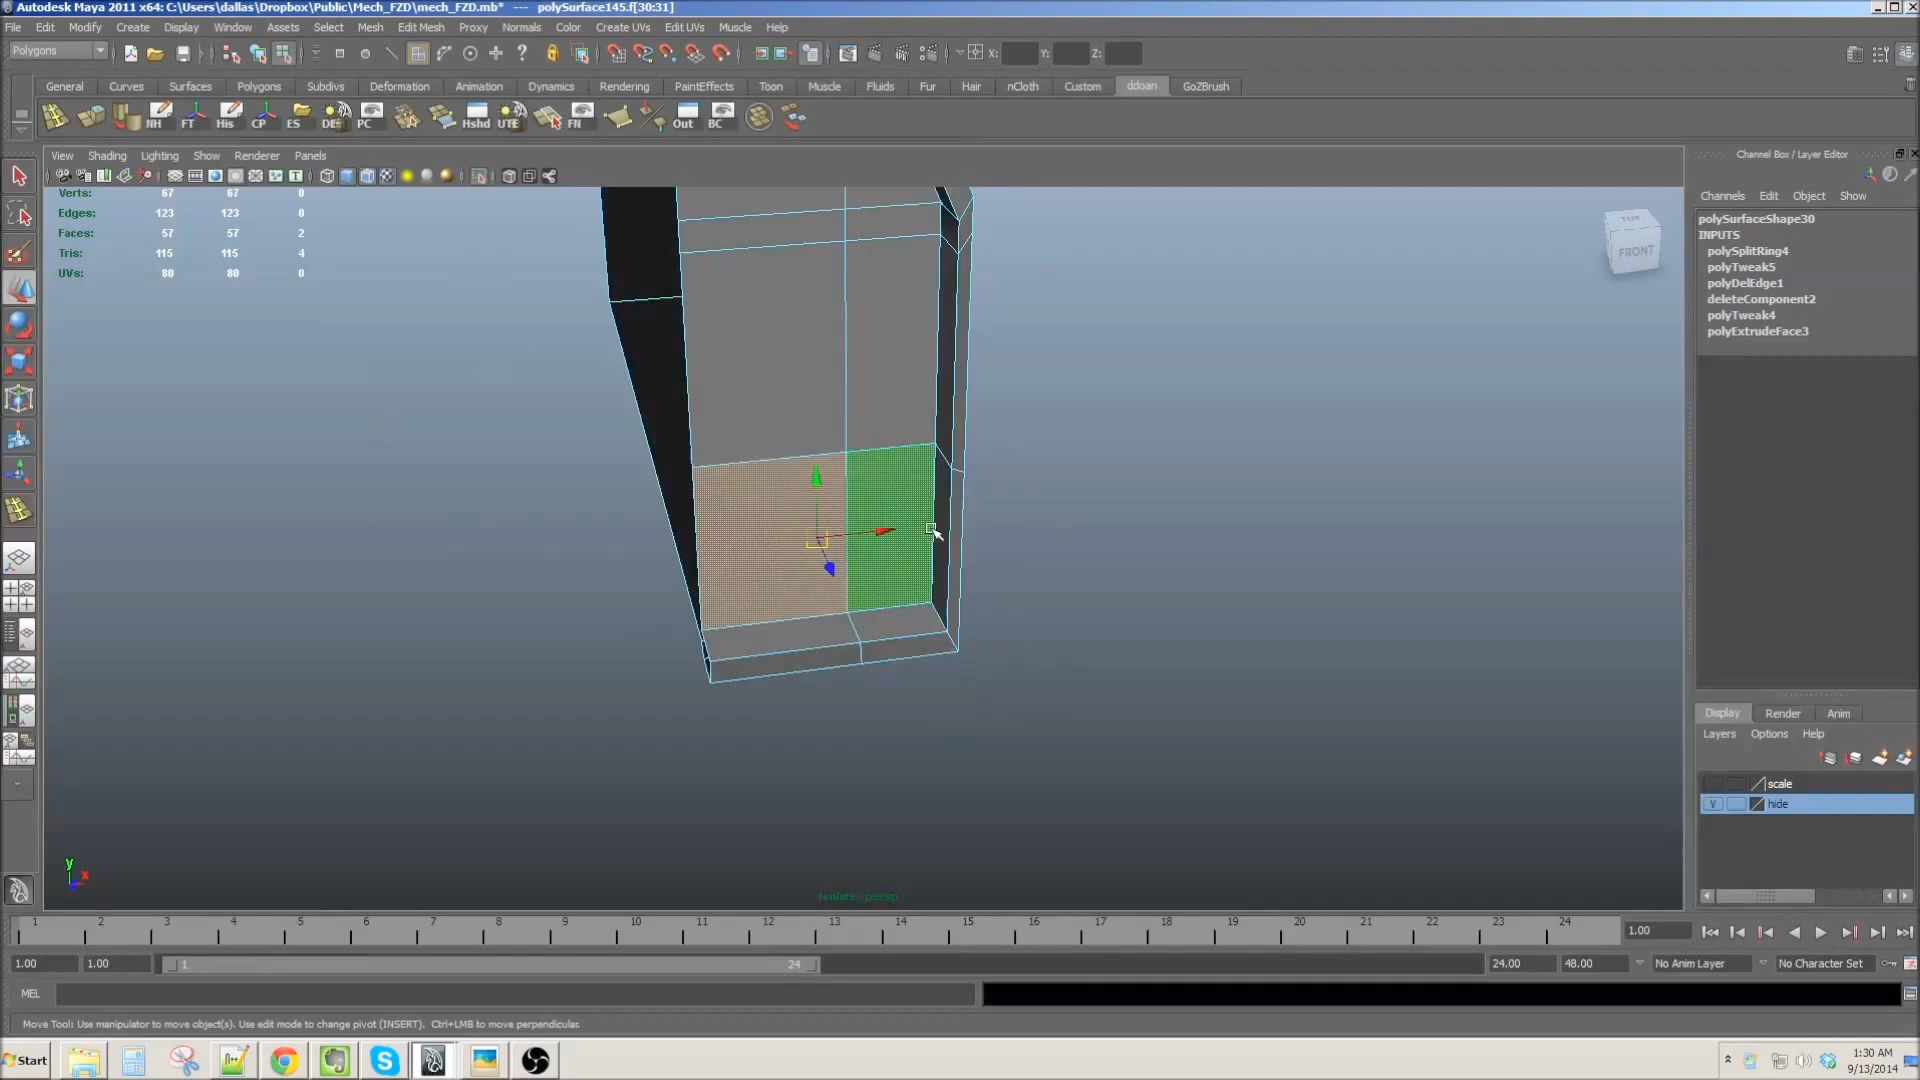 Autodesk Maya 2011 x64: C:\Users\dallas\Dropbox\Public\Mech_FZD\mech_FZD.mb* --- polySurface145.f[30:31]
File Edit Modify Create Display Window Assets Select Mesh Edit Mesh Proxy Normals Color Create UVs Edit UVs Muscle Help
Polygons X: Y: Z:
General Curves Surfaces Polygons Subdivs Deformation Animation Dynamics Rendering PaintEffects Toon Muscle Fluids Fur Hair nCloth Custom ddoan GoZBrush
NH FT His CP ES DE PC Hshd UTE FN Out BC
View Shading Lighting Show Renderer Panels
Channel Box / Layer Editor
Channels Edit Object Show
Verts: 67 67 0
Edges: 123 123 0
Faces: 57 57 2
Tris: 115 115 4
UVs: 80 80 0
TOP
FRONT
polySurfaceShape30
INPUTS
polySplitRing4
polyTweak5
polyDelEdge1
deleteComponent2
polyTweak4
polyExtrudeFace3
Display Render Anim
Layers Options Help
scale
V hide
y
x
isolate : persp
1 2 3 4 5 6 7 8 9 10 11 12 13 14 15 16 17 18 19 20 21 22 23 24 1.00
1.00 1.00 1 24 24.00 48.00 No Anim Layer No Character Set
MEL
Move Tool: Use manipulator to move object(s). Use edit mode to change pivot (INSERT). Ctrl+LMB to move perpendicular.
Start
1:30 AM
9/13/2014